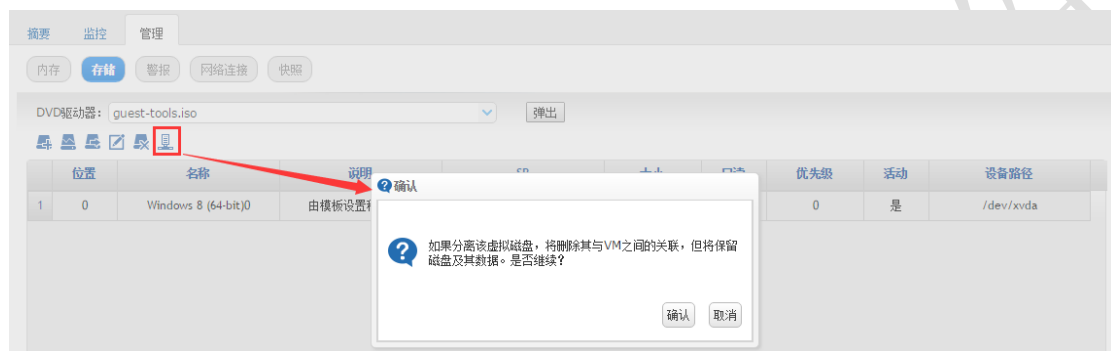 摘要 监控 管理
内存 存储 警报 网络连接 快照
DVD驱动器: guest-tools.iso 弹出
位置 名称 说明 优先级 活动 设备路径
确认
1 0 Windows 8 (64-bit)0 由模板设置 0 是 /dev/xvda
如果分离该虚拟磁盘，将删除其与VM之间的关联，但将保留
磁盘及其数据。是否继续?
确认 取消